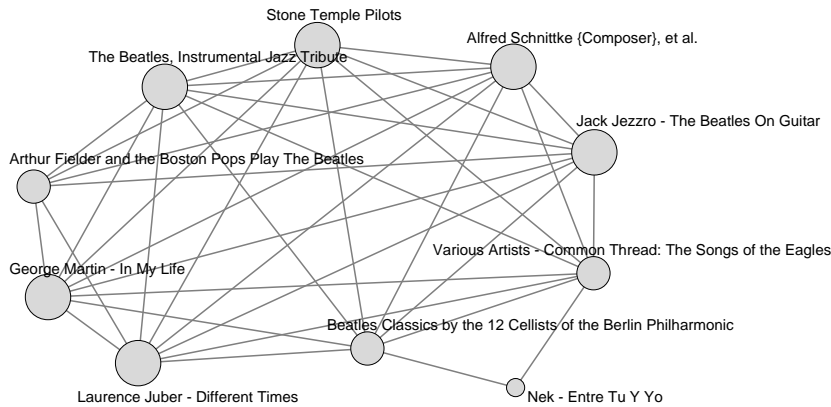 Stone Temple Pilots
Alfred Schnittke {Composer}, et al.
The Beatles, Instrumental Jazz Tribute
Jack Jezzro - The Beatles On Guitar
Arthur Fielder and the Boston Pops Play The Beatles
Various Artists - Common Thread: The Songs of the Eagles
George Martin - In My Life
Beatles Classics by the 12 Cellists of the Berlin Philharmonic
Laurence Juber - Different Times
Nek - Entre Tu Y Yo